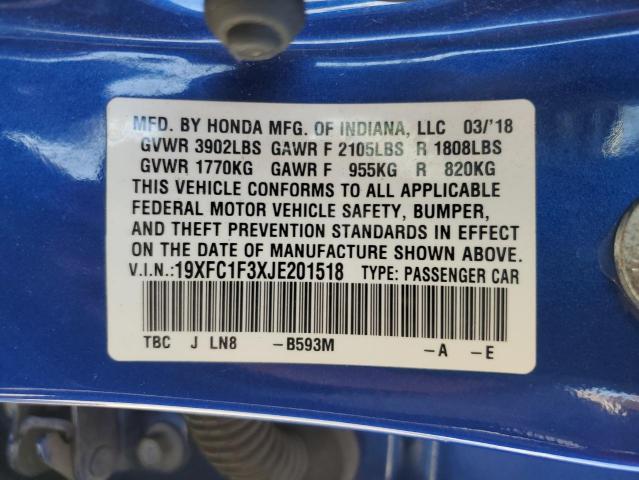 MFD. BY HONDA MFG. OF INDIANA, LLC 03/'18
GVWR 3902LBS GAWR F 2105LBS R 1808LBS
GVWR 1770KG GAWR F 955KG R 820KG
THIS VEHICLE CONFORMS TO ALL APPLICABLE
FEDERAL MOTOR VEHICLE SAFETY, BUMPER,
AND THEFT PREVENTION STANDARDS IN EFFECT
ON THE DATE OF MANUFACTURE SHOWN ABOVE.
V.I.N.:19XFC1F3XJE201518 TYPE: PASSENGER CAR
TBC J LN8 -B593M -A -E